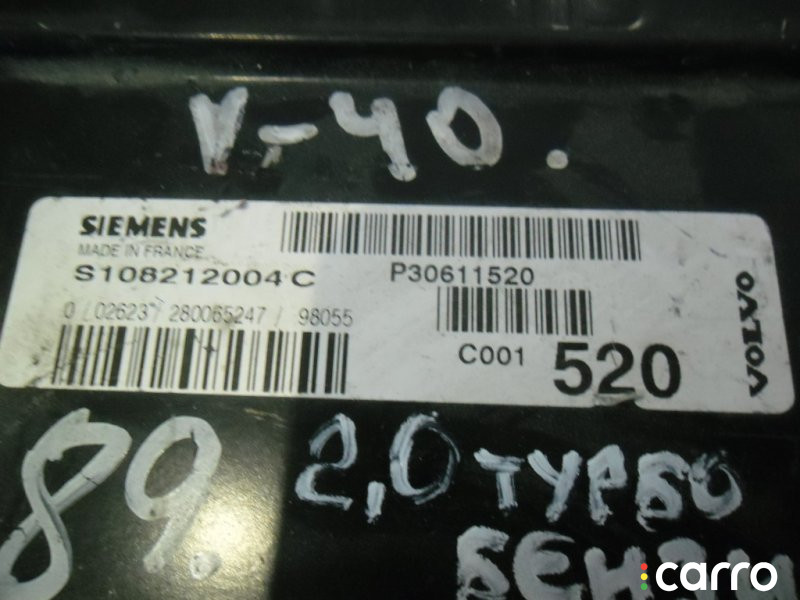 V-40.
SIEMENS
MADE IN FRANCE
S108212004 C P30611520
0 / 026237 280065247 / 98055
C001 520
VOLVO
89. 2,0 ТУРБО
БЕНЗИ
carro